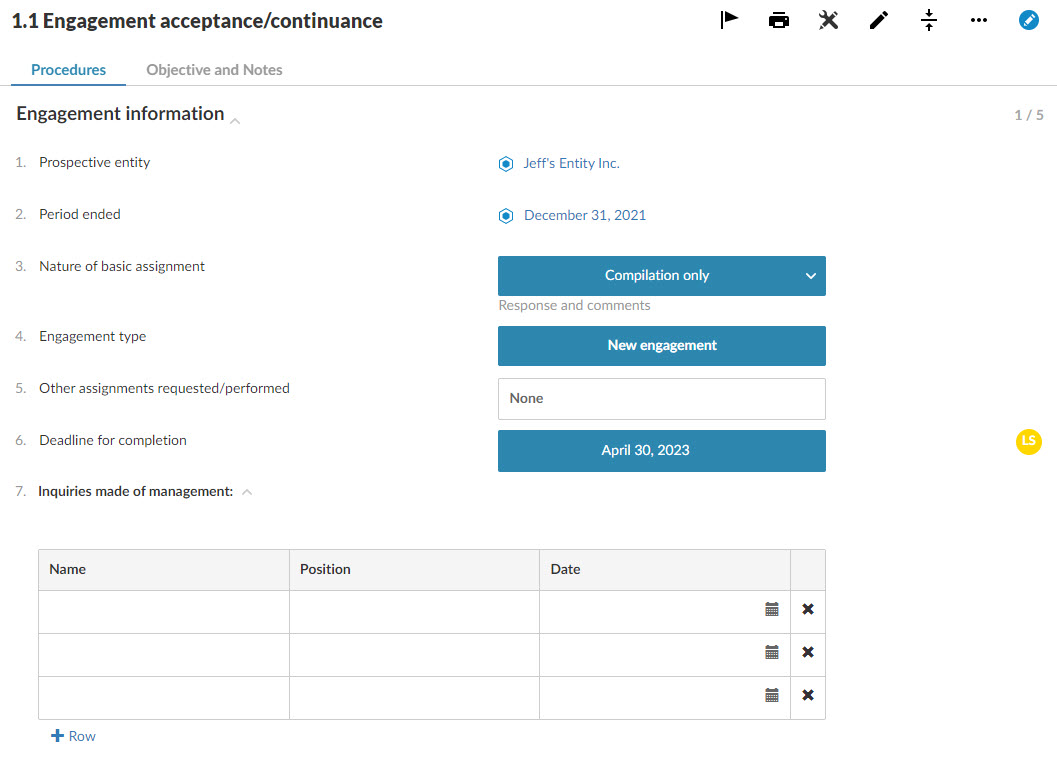 1.1 Engagement acceptance/continuance
Procedures Objective and Notes
Engagement information 1 / 5
1. Prospective entity Jeff's Entity Inc.
2. Period ended December 31, 2021
3. Nature of basic assignment Compilation only
Response and comments
4. Engagement type New engagement
5. Other assignments requested/performed None
6. Deadline for completion April 30, 2023 LS
7. Inquiries made of management:
Name Position Date
Row